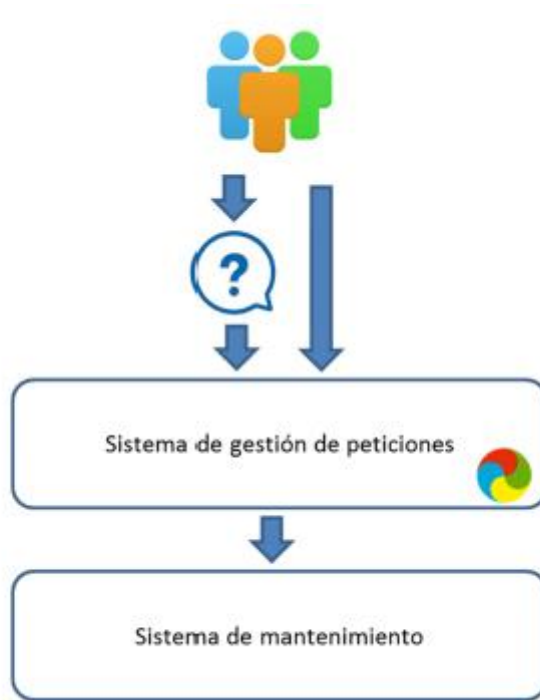 ?
Sistema de gestión de peticiones
Sistema de mantenimiento